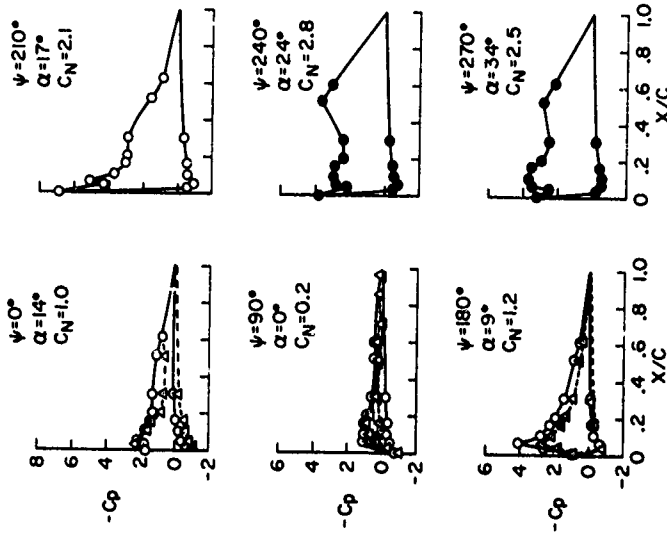 ψ=0°
α=14°
C_N=1.0
8
6
4
2
0
-2
-Cp
ψ=210°
α=17°
C_N=2.1
ψ=90°
α=0°
C_N=0.2
4
2
0
-2
-Cp
ψ=240°
α=24°
C_N=2.8
ψ=180°
α=9°
C_N=1.2
6
4
2
0
-2
-Cp
0 .2 .4 .6 .8 1.0
X/C
ψ=270°
α=34°
C_N=2.5
0 .2 .4 .6 .8 1.0
X/C